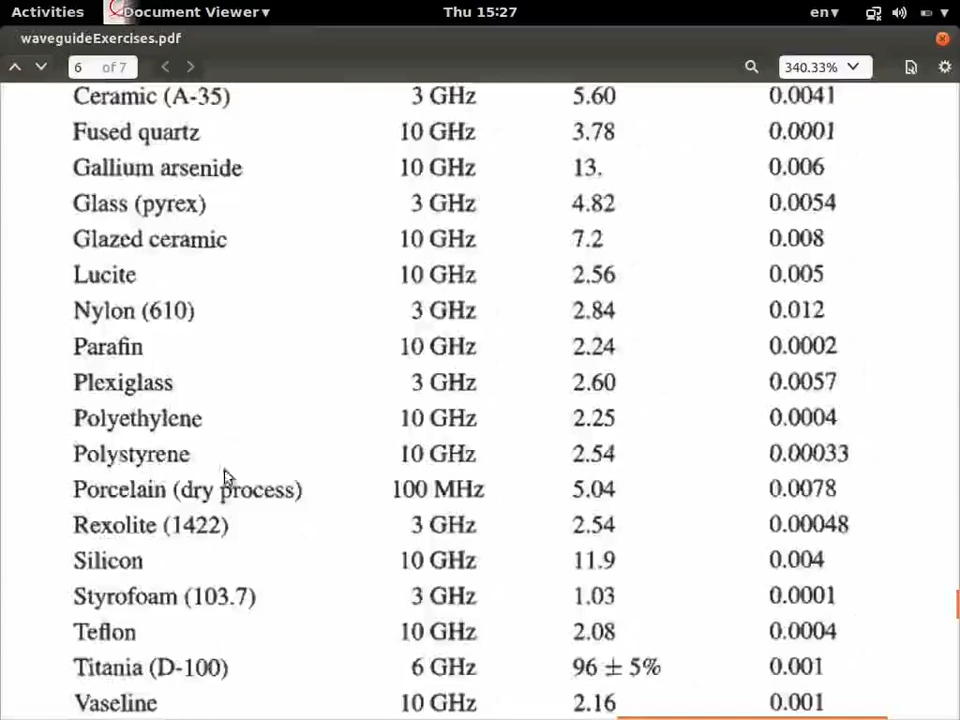 Activities Document Viewer Thu 15:27 en
waveguideExercises.pdf
6 of 7 340.33%
Ceramic (A-35) 3 GHz 5.60 0.0041
Fused quartz 10 GHz 3.78 0.0001
Gallium arsenide 10 GHz 13. 0.006
Glass (pyrex) 3 GHz 4.82 0.0054
Glazed ceramic 10 GHz 7.2 0.008
Lucite 10 GHz 2.56 0.005
Nylon (610) 3 GHz 2.84 0.012
Parafin 10 GHz 2.24 0.0002
Plexiglass 3 GHz 2.60 0.0057
Polyethylene 10 GHz 2.25 0.0004
Polystyrene 10 GHz 2.54 0.00033
Porcelain (dry process) 100 MHz 5.04 0.0078
Rexolite (1422) 3 GHz 2.54 0.00048
Silicon 10 GHz 11.9 0.004
Styrofoam (103.7) 3 GHz 1.03 0.0001
Teflon 10 GHz 2.08 0.0004
Titania (D-100) 6 GHz 96 ± 5% 0.001
Vaseline 10 GHz 2.16 0.001